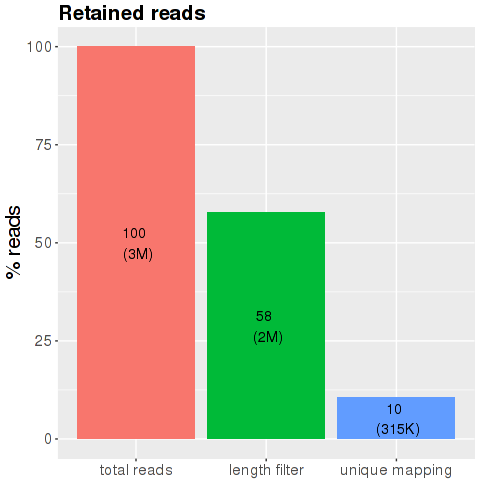 Retained reads
% reads
100
75
50
25
0
100
(3M)
58
(2M)
10
(315K)
total reads
length filter
unique mapping